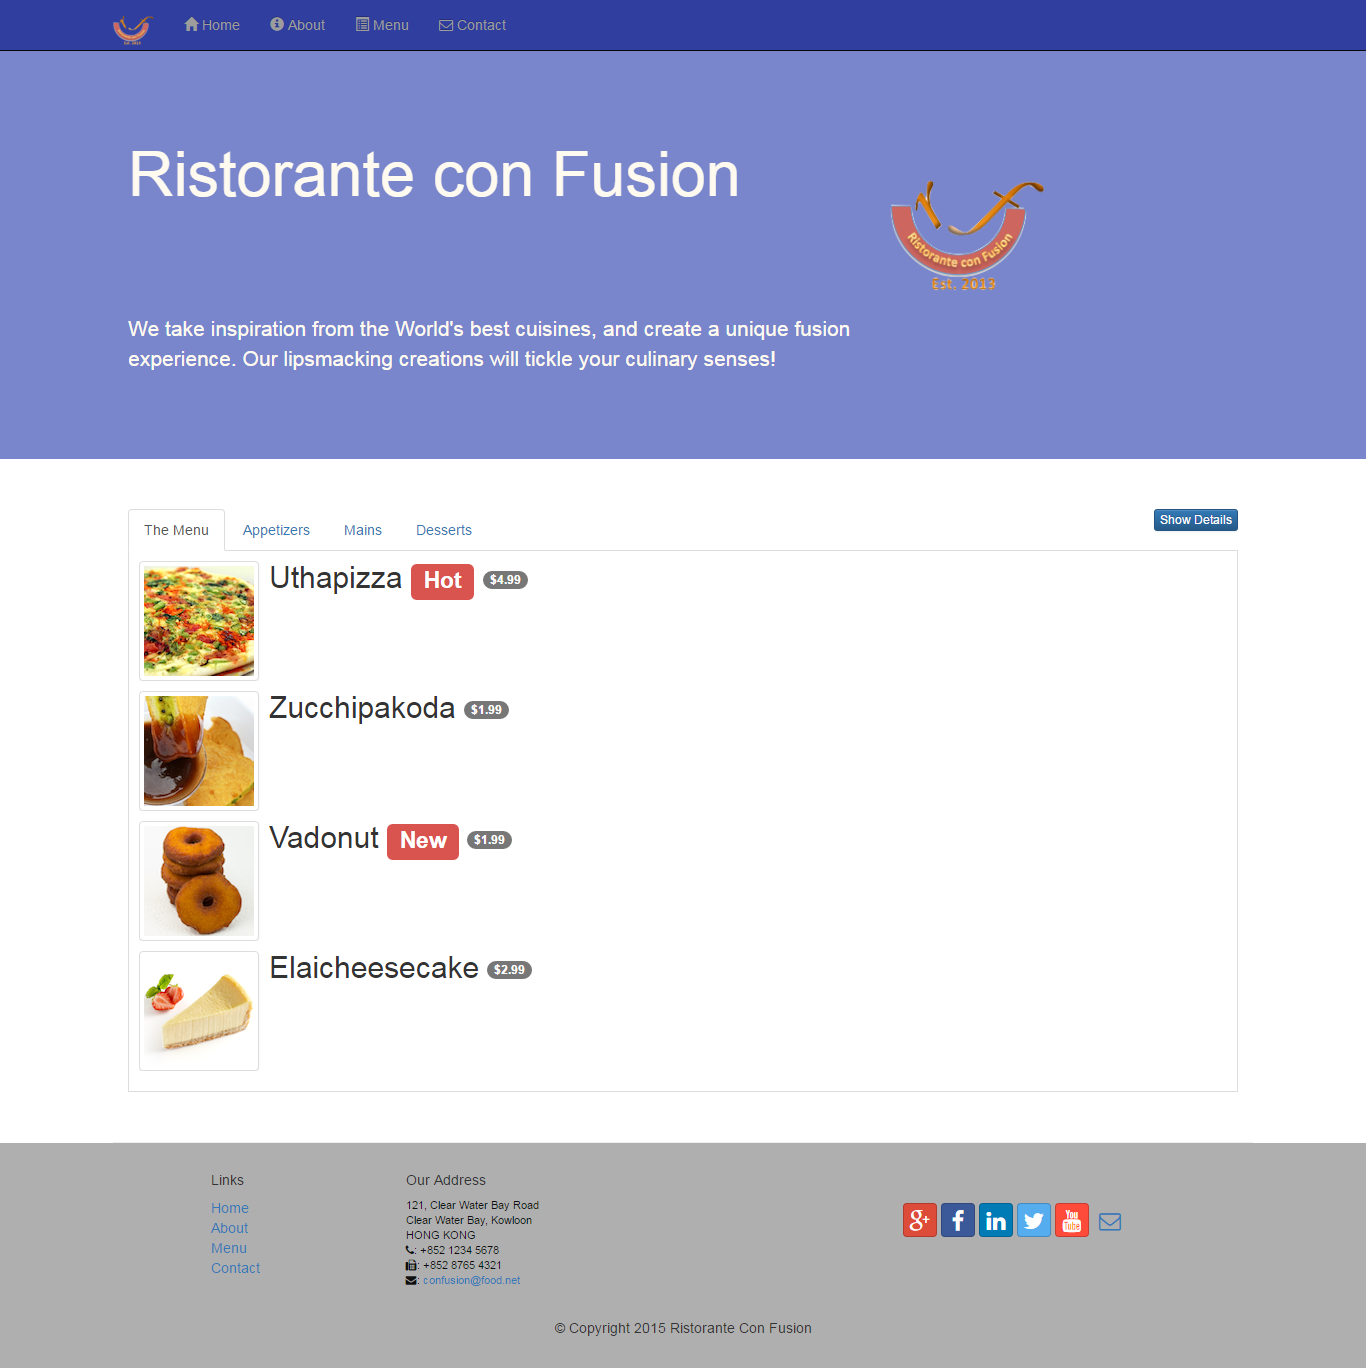 Home About Menu Contact
Ristorante con Fusion
Ristorante con Fusion
Est. 2015
We take inspiration from the World's best cuisines, and create a unique fusion
experience. Our lipsmacking creations will tickle your culinary senses!
The Menu Appetizers Mains Desserts Show Details
Uthapizza Hot $4.99
Zucchipakoda $1.99
Vadonut New $1.99
Elaicheesecake $2.99
Links
Home
About
Menu
Contact
Our Address
121, Clear Water Bay Road
Clear Water Bay, Kowloon
HONG KONG
: +852 1234 5678
: +852 8765 4321
: confusion@food.net
g+ f in You Tube
© Copyright 2015 Ristorante Con Fusion